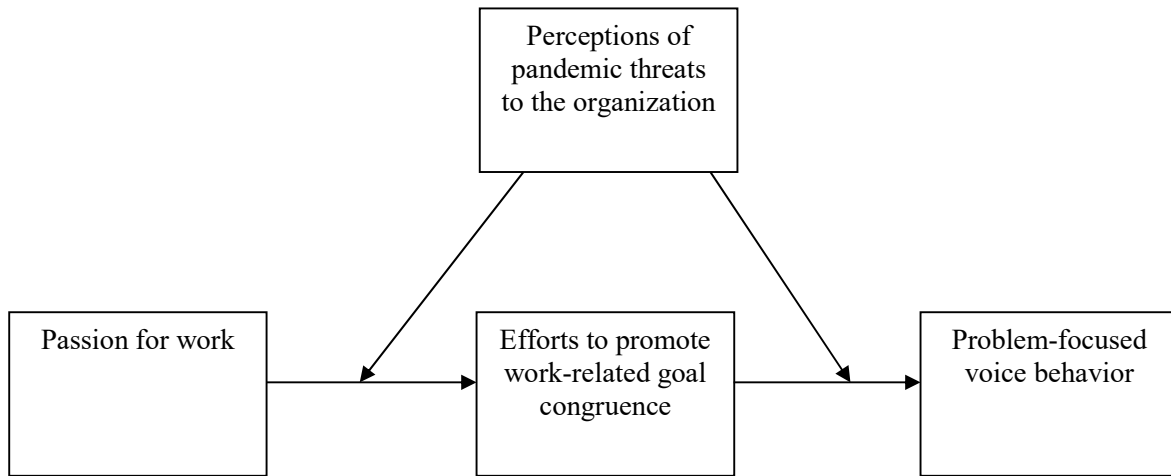 Perceptions of
pandemic threats
to the organization
Passion for work
Efforts to promote
work-related goal
congruence
Problem-focused
voice behavior